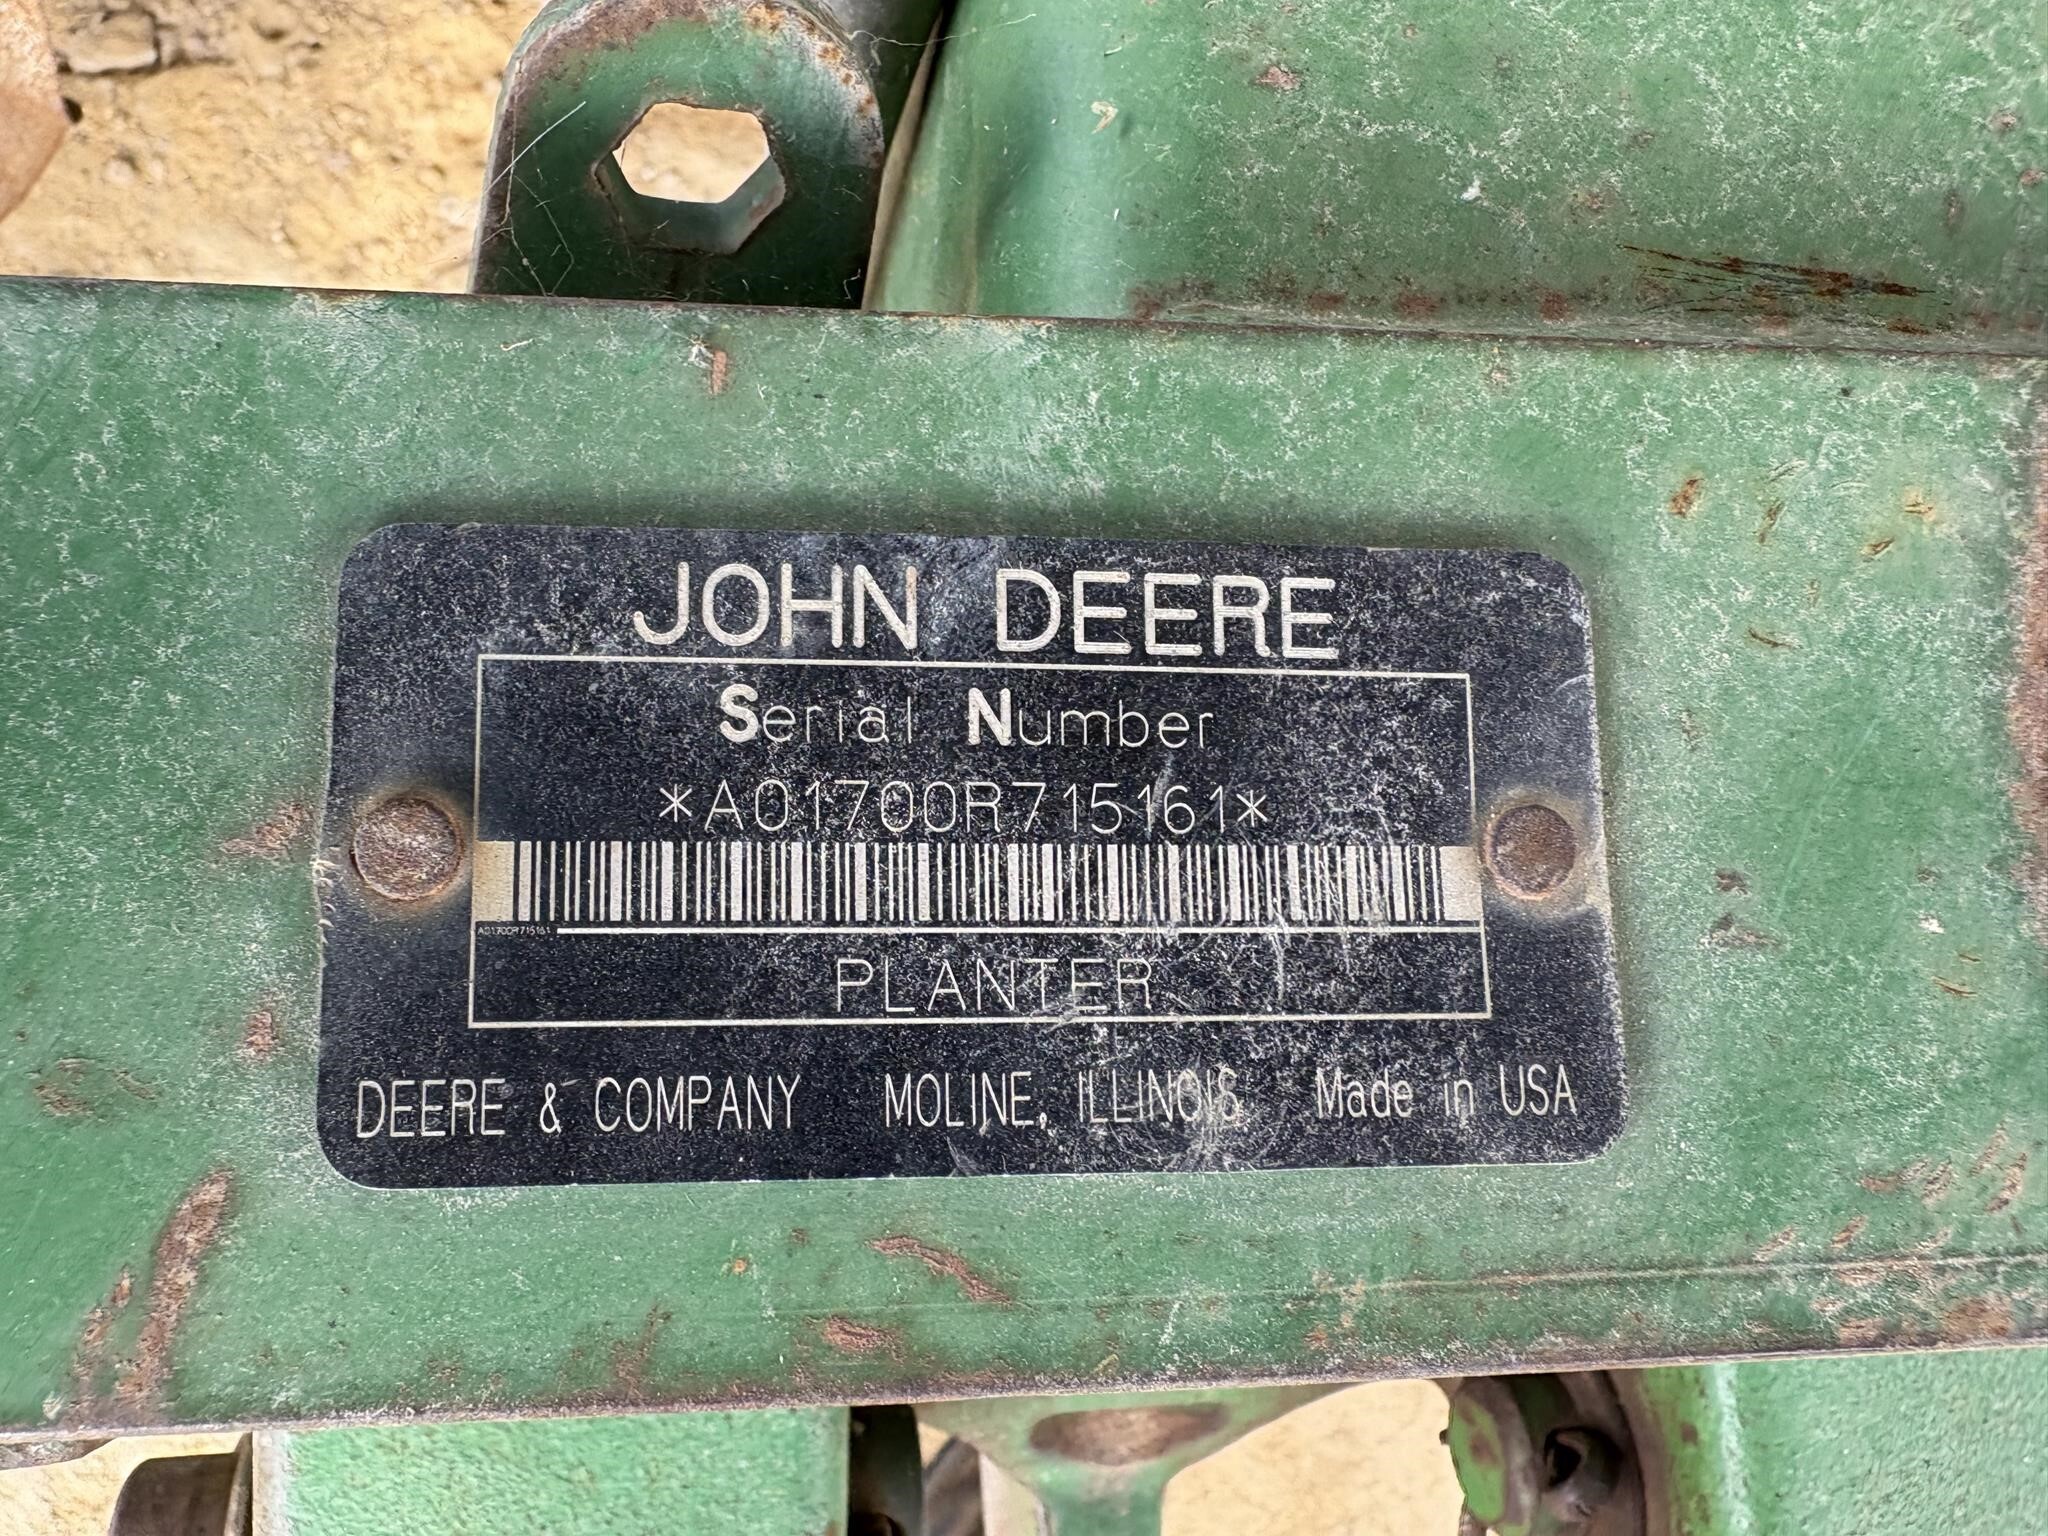 JOHN DEERE
Serial Number
*A01700R715161*
A01700R715161
PLANTER
DEERE & COMPANY MOLINE, ILLINOIS Made in USA